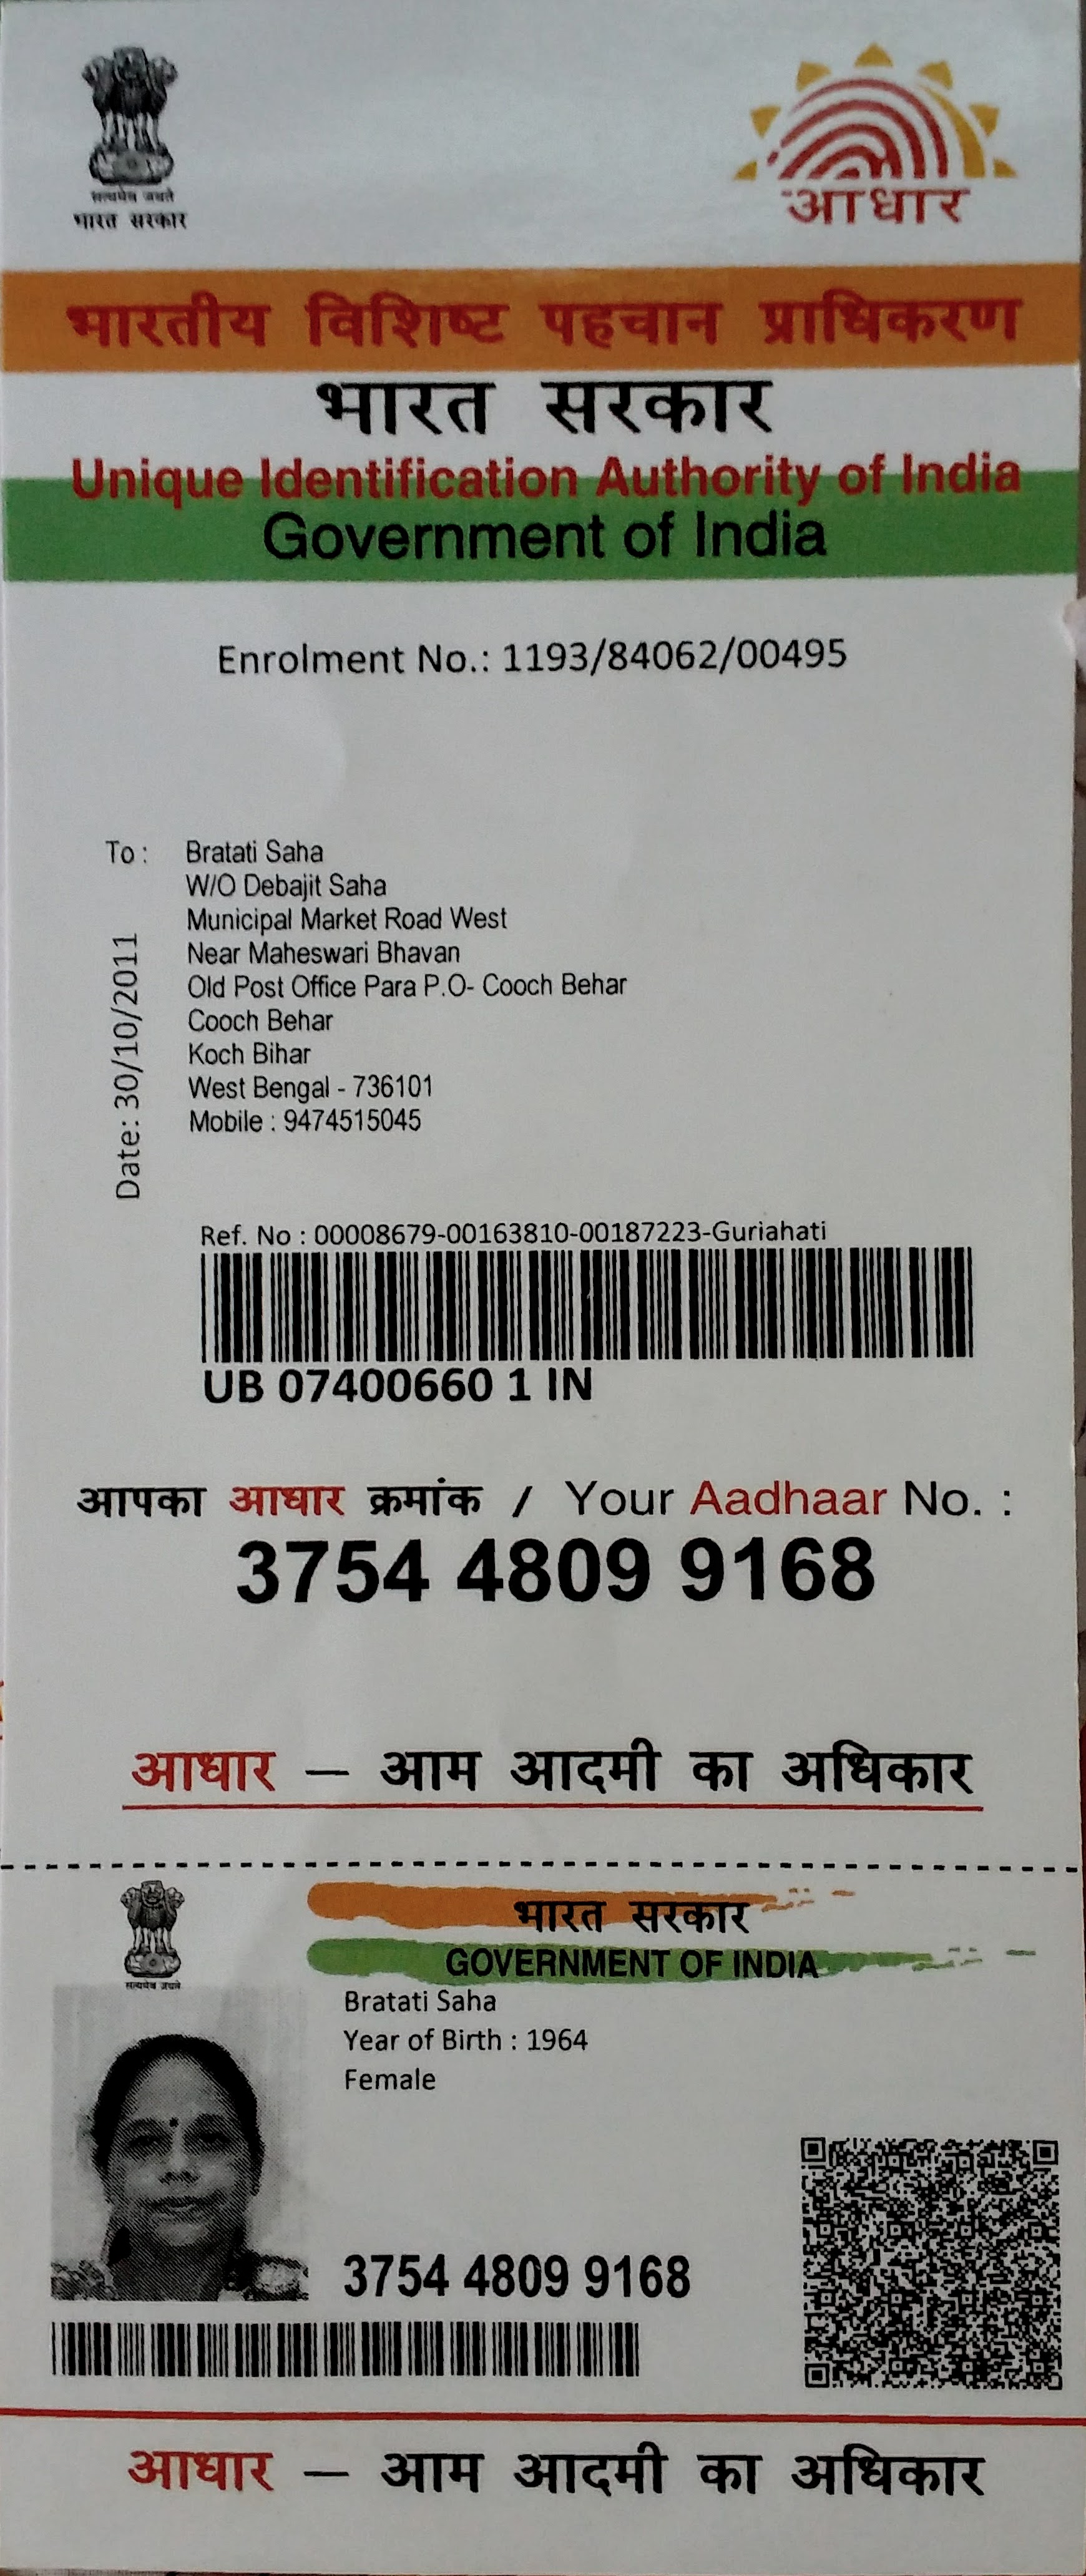 सत्यमेव जयते
भारत सरकार
आधार
भारतीय विशिष्ट पहचान प्राधिकरण
भारत सरकार
Unique Identification Authority of India
Government of India
Enrolment No.: 1193/84062/00495
To :
Bratati Saha
W/O Debajit Saha
Municipal Market Road West
Near Maheswari Bhavan
Old Post Office Para P.O- Cooch Behar
Cooch Behar
Koch Bihar
West Bengal - 736101
Mobile : 9474515045
Date: 30/10/2011
Ref. No : 00008679-00163810-00187223-Guriahati
UB 07400660 1 IN
आपका आधार क्रमांक / Your Aadhaar No. :
3754 4809 9168
आधार — आम आदमी का अधिकार
सत्यमेव जयते
भारत सरकार
GOVERNMENT OF INDIA
Bratati Saha
Year of Birth : 1964
Female
3754 4809 9168
आधार — आम आदमी का अधिकार